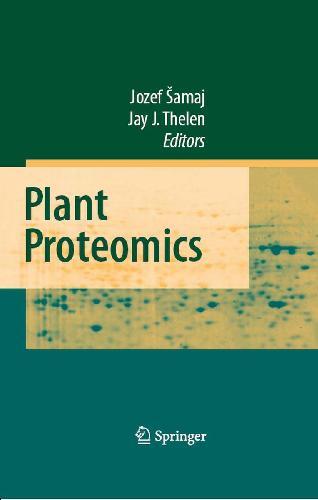 Jozef Šamaj
Jay J. Thelen
Editors
Plant
Proteomics
Springer